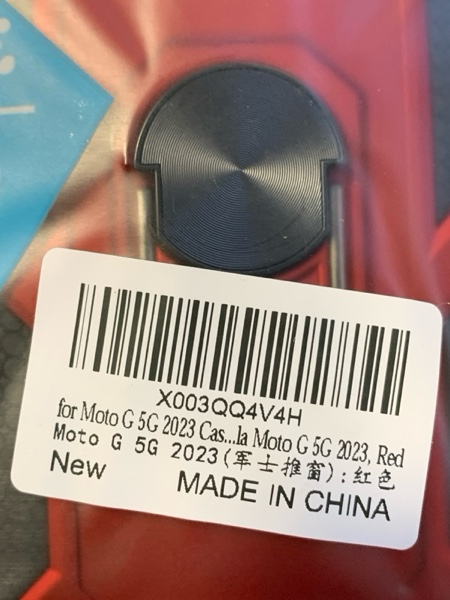 X003QQ4V4H
for Moto G 5G 2023 Cas...la Moto G 5G 2023, Red
Moto G 5G 2023(军士推窗):红色
New
MADE IN CHINA